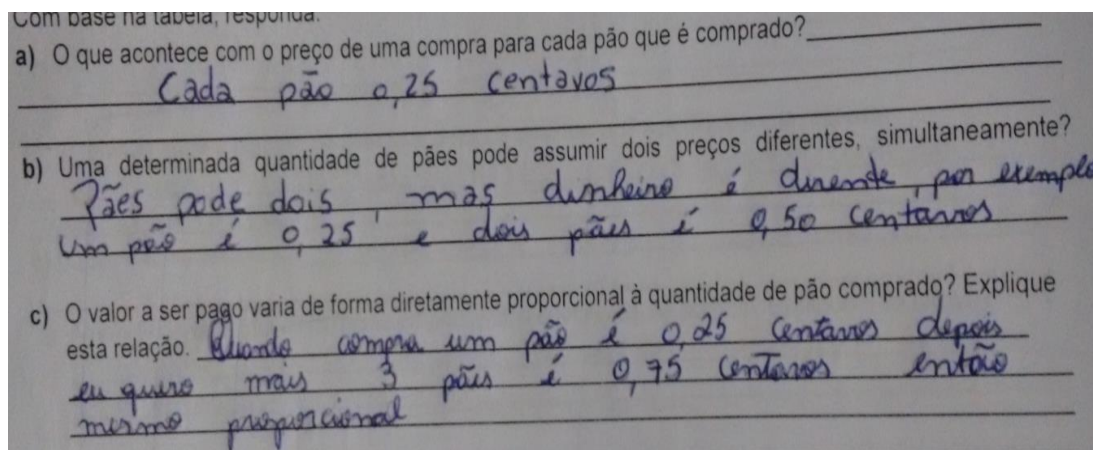 Com base na tabela, responda:
a) O que acontece com o preço de uma compra para cada pão que é comprado?
Cada pão 0,25 centavos
b) Uma determinada quantidade de pães pode assumir dois preços diferentes, simultaneamente?
Pães pode dois, mas dinheiro é , por exemplo
um pão é 0,25 e dois pães é 0,50 centavos
c) O valor a ser pago varia de forma diretamente proporcional à quantidade de pão comprado? Explique
esta relação. Quando compra um pão é 0,25 centavos depois
eu quero mais 3 pães é 0,75 centavos então
mesmo proporcional